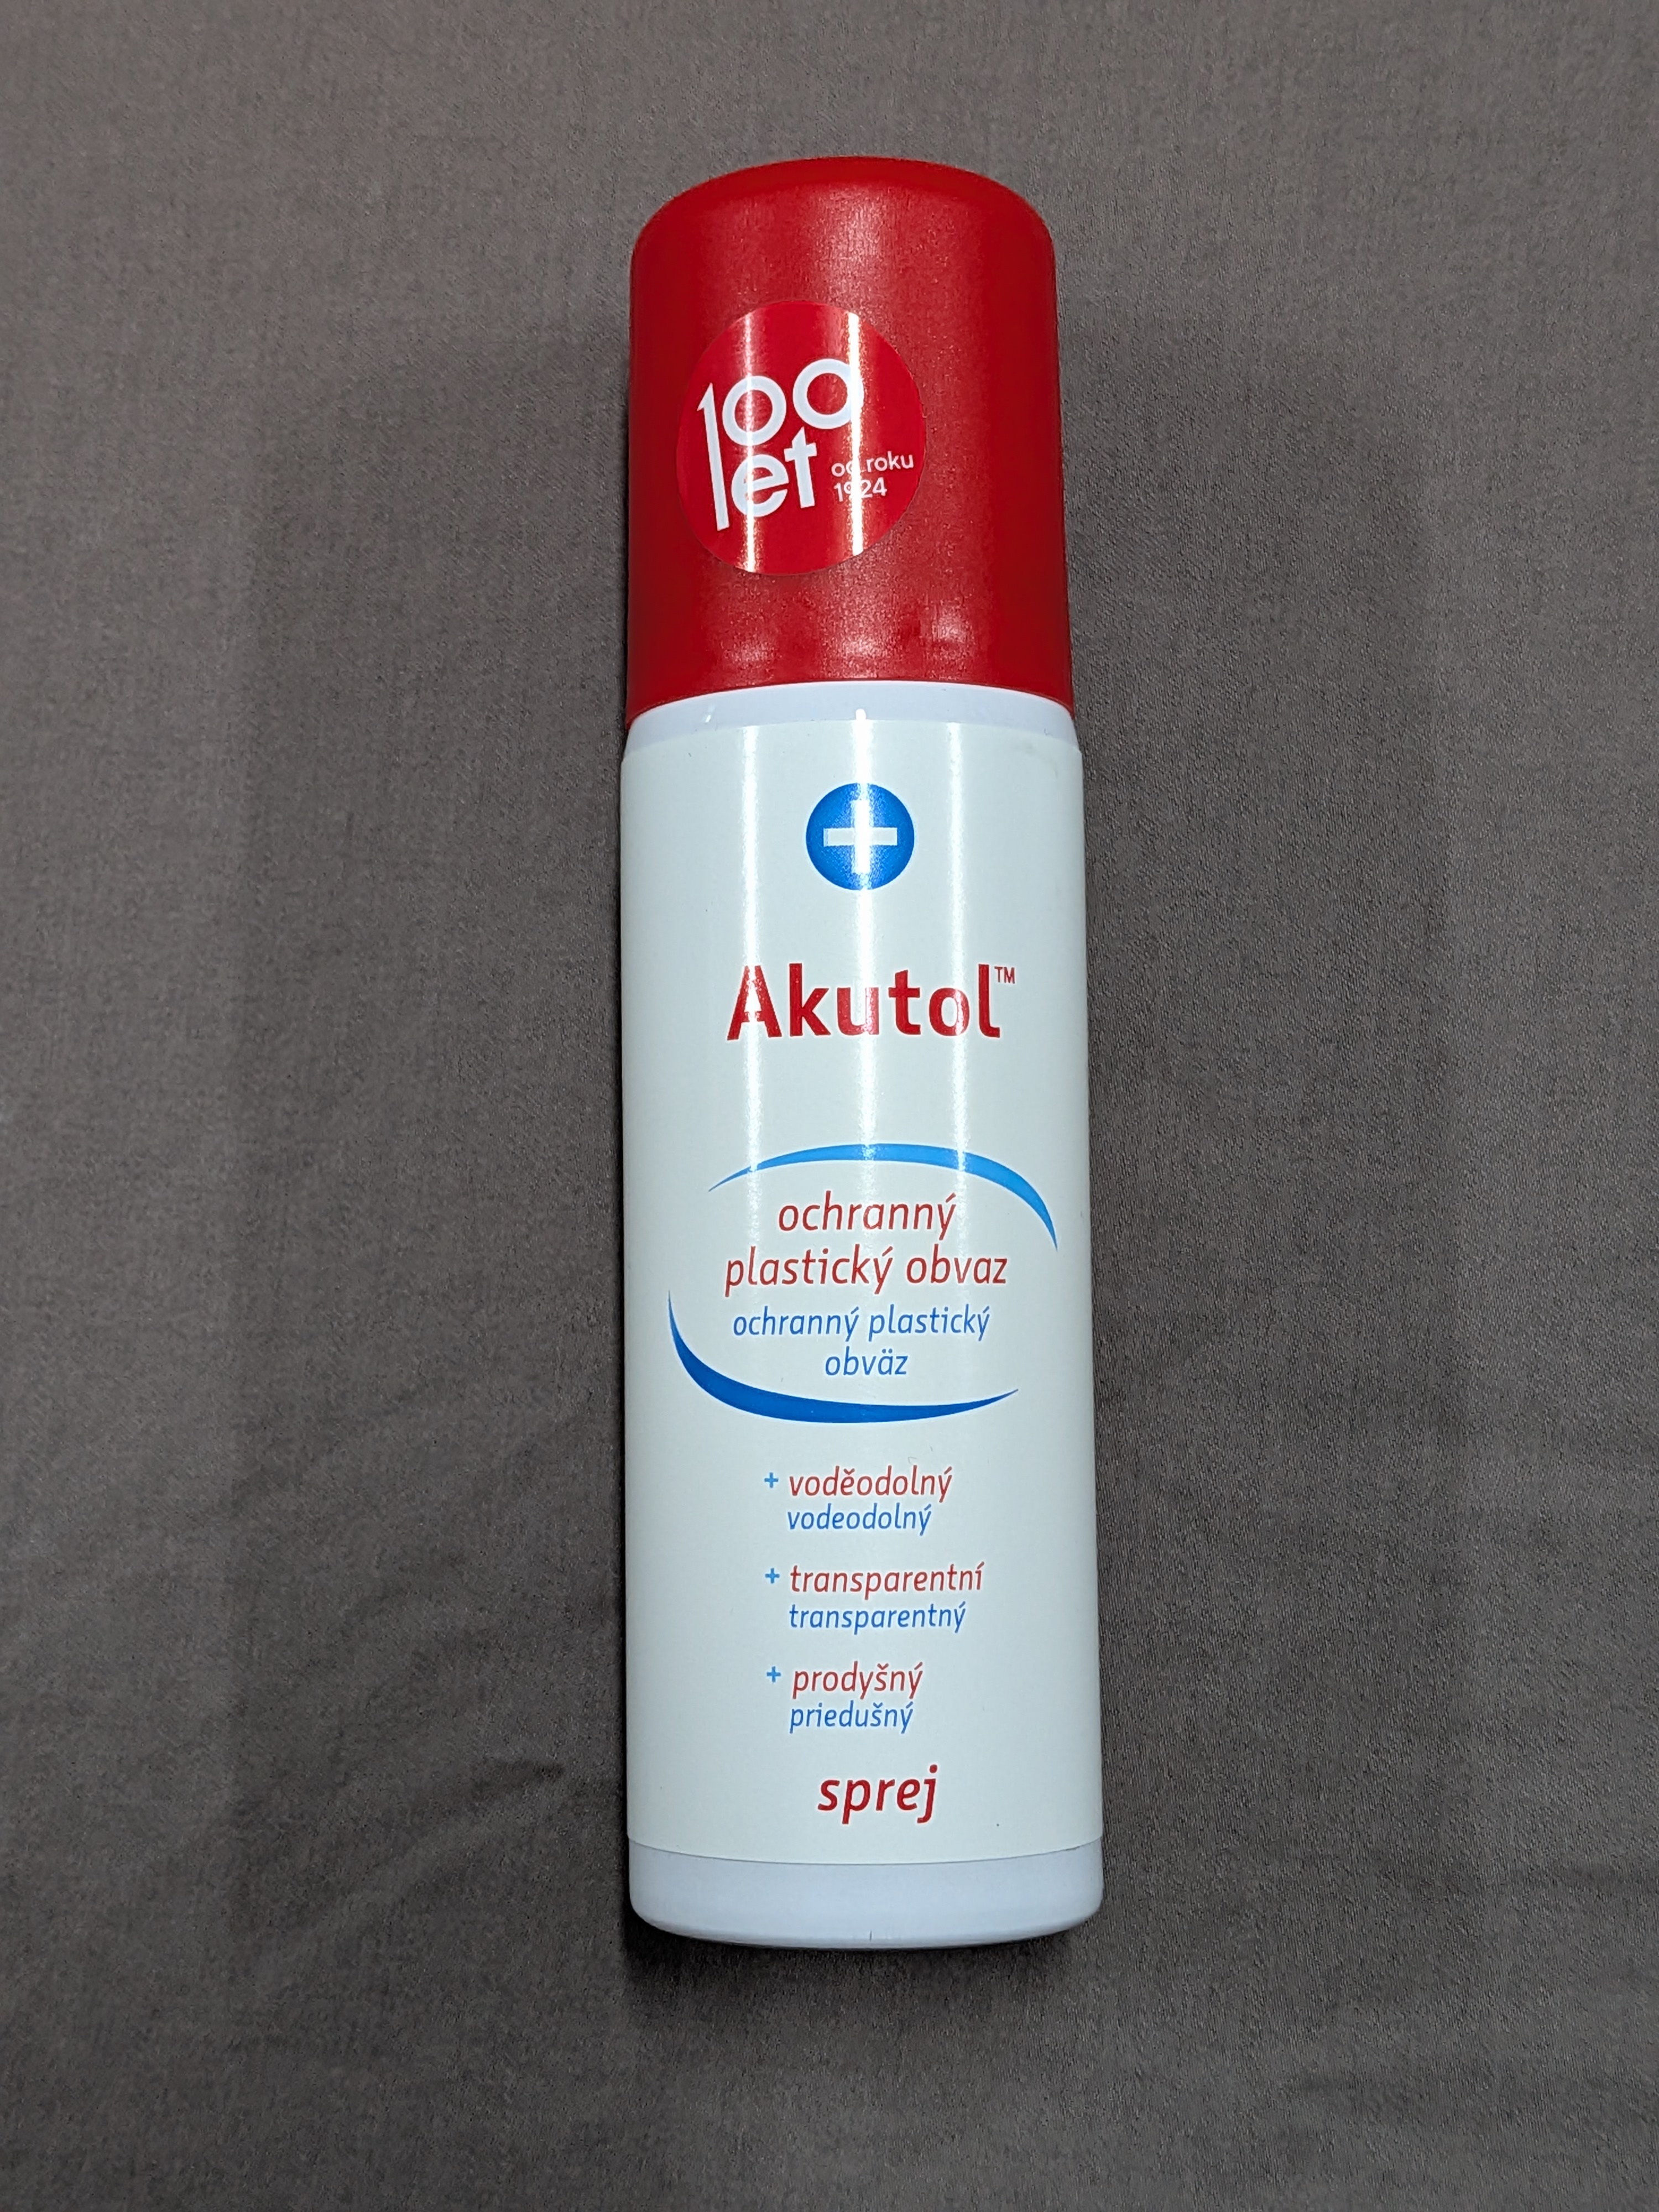 100
let
od roku
1924
Akutol™
ochranný
plastický obvaz
ochranný plastický
obväz
+ voděodolný
vodeodolný
+ transparentní
transparentný
+ prodyšný
priedušný
sprej